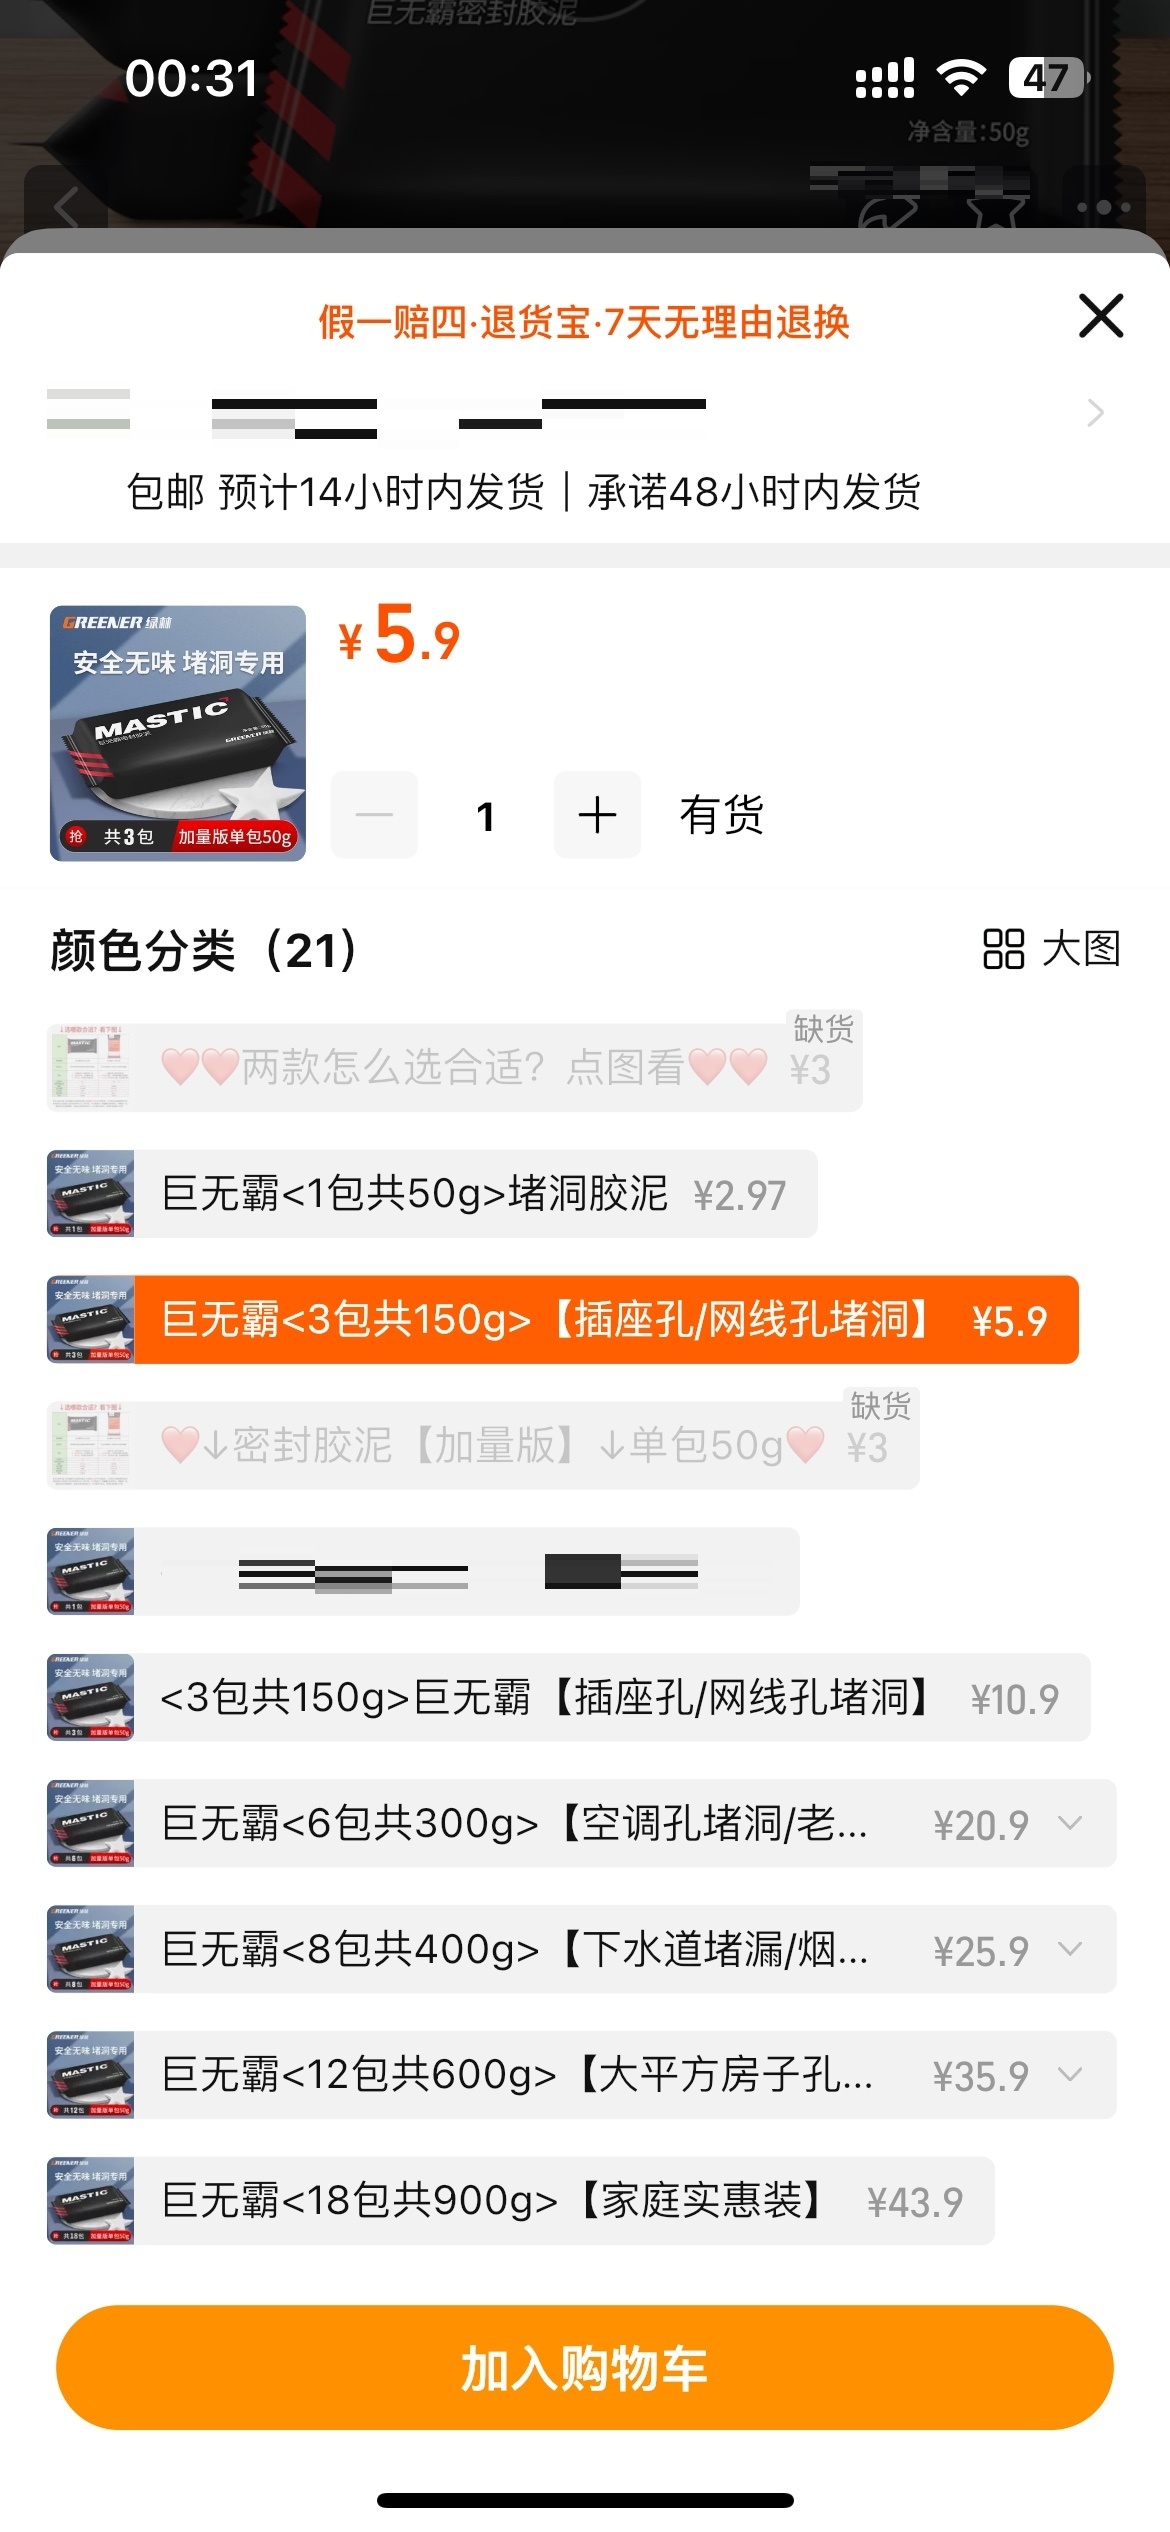 巨无霸密封胶泥
00:31
47
净含量:50g
假一赔四·退货宝·7天无理由退换
包邮 预计14小时内发货｜承诺48小时内发货
GREENER 绿林
安全无味 堵洞专用
MASTIC
抢 共3包 加量版单包50g
¥5.9
1 有货
颜色分类（21） 大图
缺货
❤️❤️两款怎么选合适？点图看❤️❤️ ¥3
巨无霸<1包共50g>堵洞胶泥 ¥2.97
巨无霸<3包共150g>【插座孔/网线孔堵洞】 ¥5.9
缺货
❤️↓密封胶泥【加量版】↓单包50g❤️ ¥3
<3包共150g>巨无霸【插座孔/网线孔堵洞】 ¥10.9
巨无霸<6包共300g>【空调孔堵洞/老... ¥20.9
巨无霸<8包共400g>【下水道堵漏/烟... ¥25.9
巨无霸<12包共600g>【大平方房子孔... ¥35.9
巨无霸<18包共900g>【家庭实惠装】 ¥43.9
加入购物车